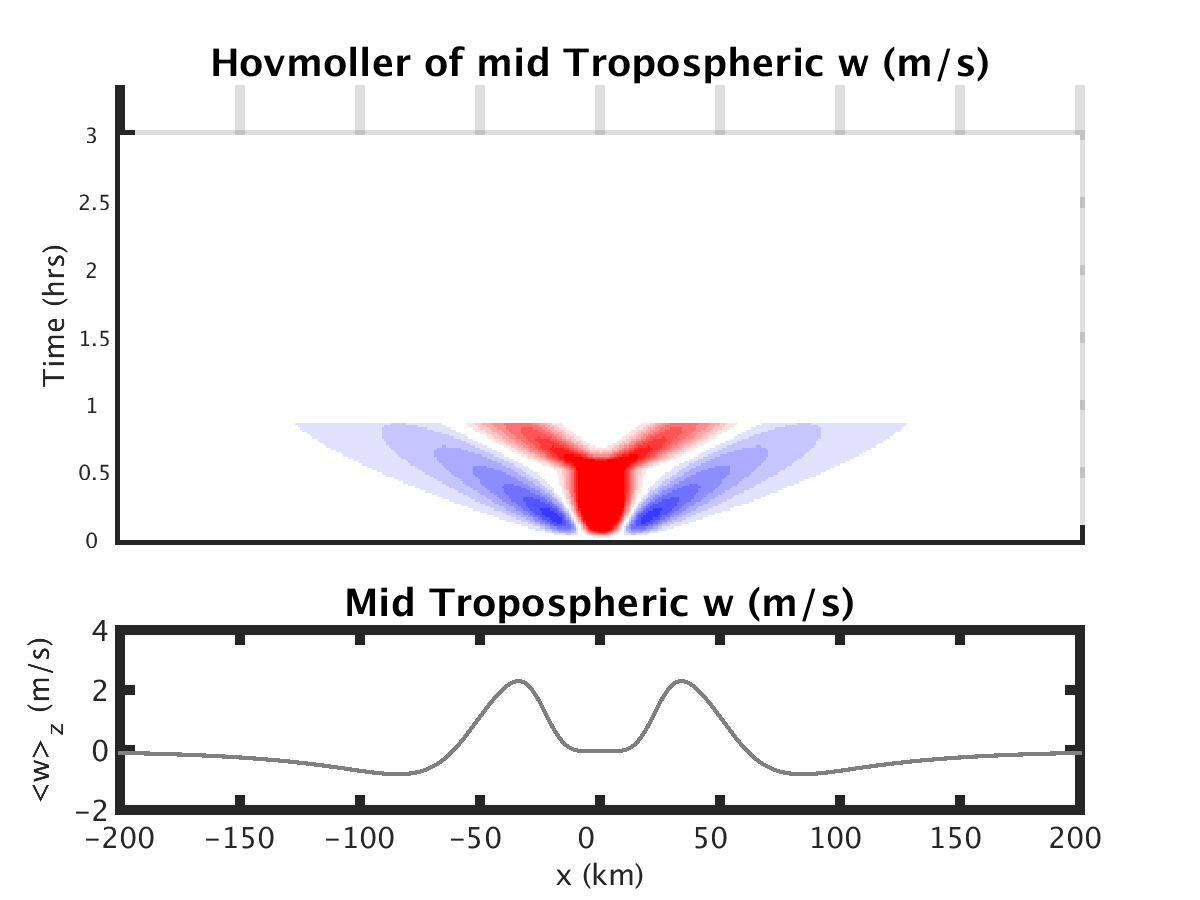 Hovmoller of mid Tropospheric w (m/s)
3
2.5
2
1.5
1
0.5
0
Time (hrs)
Mid Tropospheric w (m/s)
4
2
0
−2
<w>z (m/s)
−200 −150 −100 −50 0 50 100 150 200
x (km)